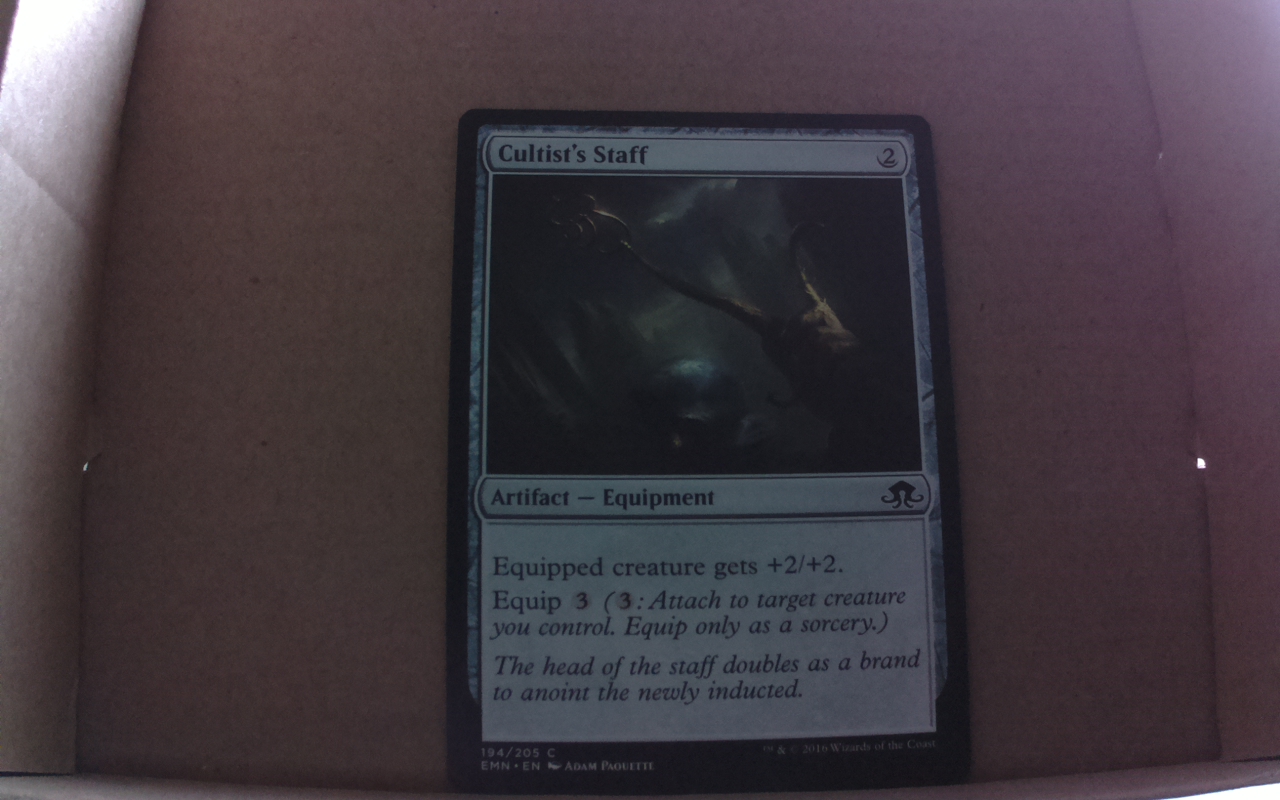 Cultist's Staff 2
Artifact — Equipment
Equipped creature gets +2/+2.
Equip 3 (3: Attach to target creature
you control. Equip only as a sorcery.)
The head of the staff doubles as a brand
to anoint the newly inducted.
194/205 C
™ & © 2016 Wizards of the Coast
EMN • EN Adam Paquette